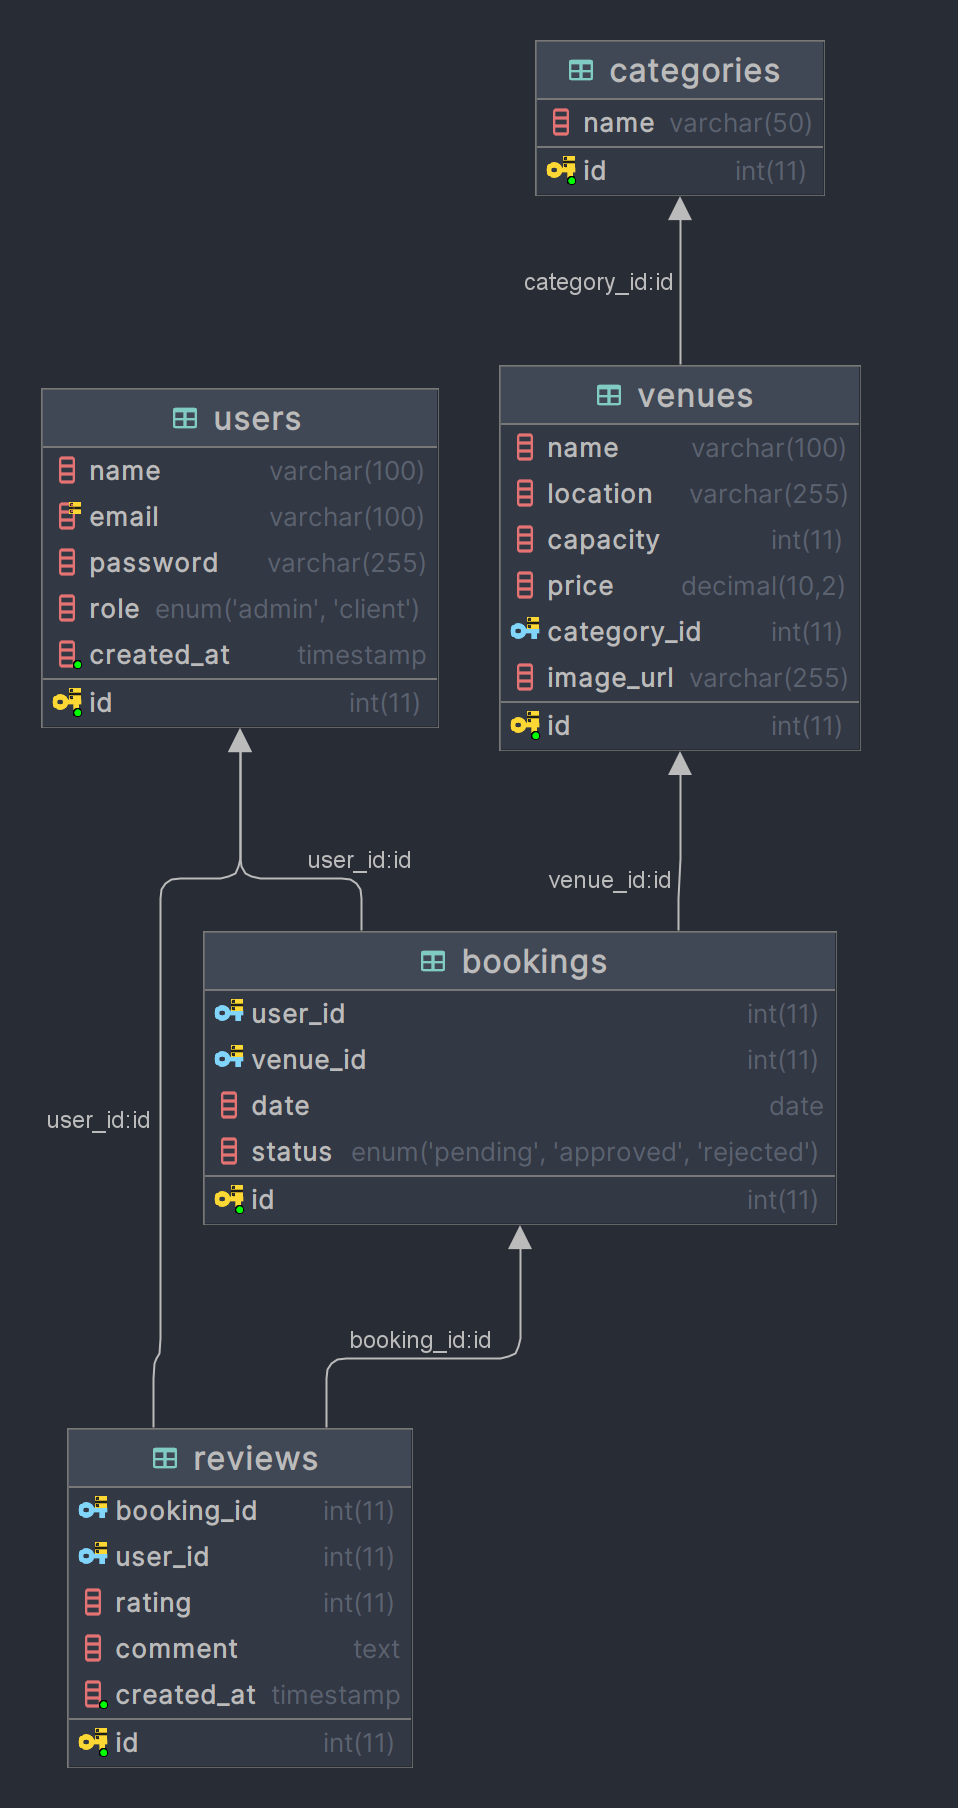 categories
name varchar(50)
id int(11)
category_id:id
users
name varchar(100)
email varchar(100)
password varchar(255)
role enum('admin', 'client')
created_at timestamp
id int(11)
venues
name varchar(100)
location varchar(255)
capacity int(11)
price decimal(10,2)
category_id int(11)
image_url varchar(255)
id int(11)
user_id:id
venue_id:id
bookings
user_id int(11)
venue_id int(11)
date date
status enum('pending', 'approved', 'rejected')
id int(11)
user_id:id
booking_id:id
reviews
booking_id int(11)
user_id int(11)
rating int(11)
comment text
created_at timestamp
id int(11)